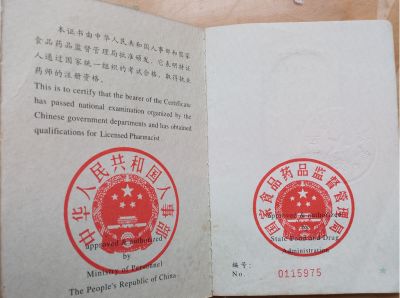 本证书由中华人民共和国人事部和国家
食品药品监督管理局批准颁发。它表明持证
人通过国家统一组织的考试合格，取得执业
药师的注册资格。
This is to certify that the bearer of the Certificate
has passed national examination organized by the
Chinese government departments and has obtained
qualifications for Licensed Pharmacist.
中华人民共和国人事部
approved & authorized
by
Ministry of Personnel
The People's Republic of China
国家食品药品监督管理局
approved & authorized
by
State Food and Drug
Administration
编号:
No. 0115975